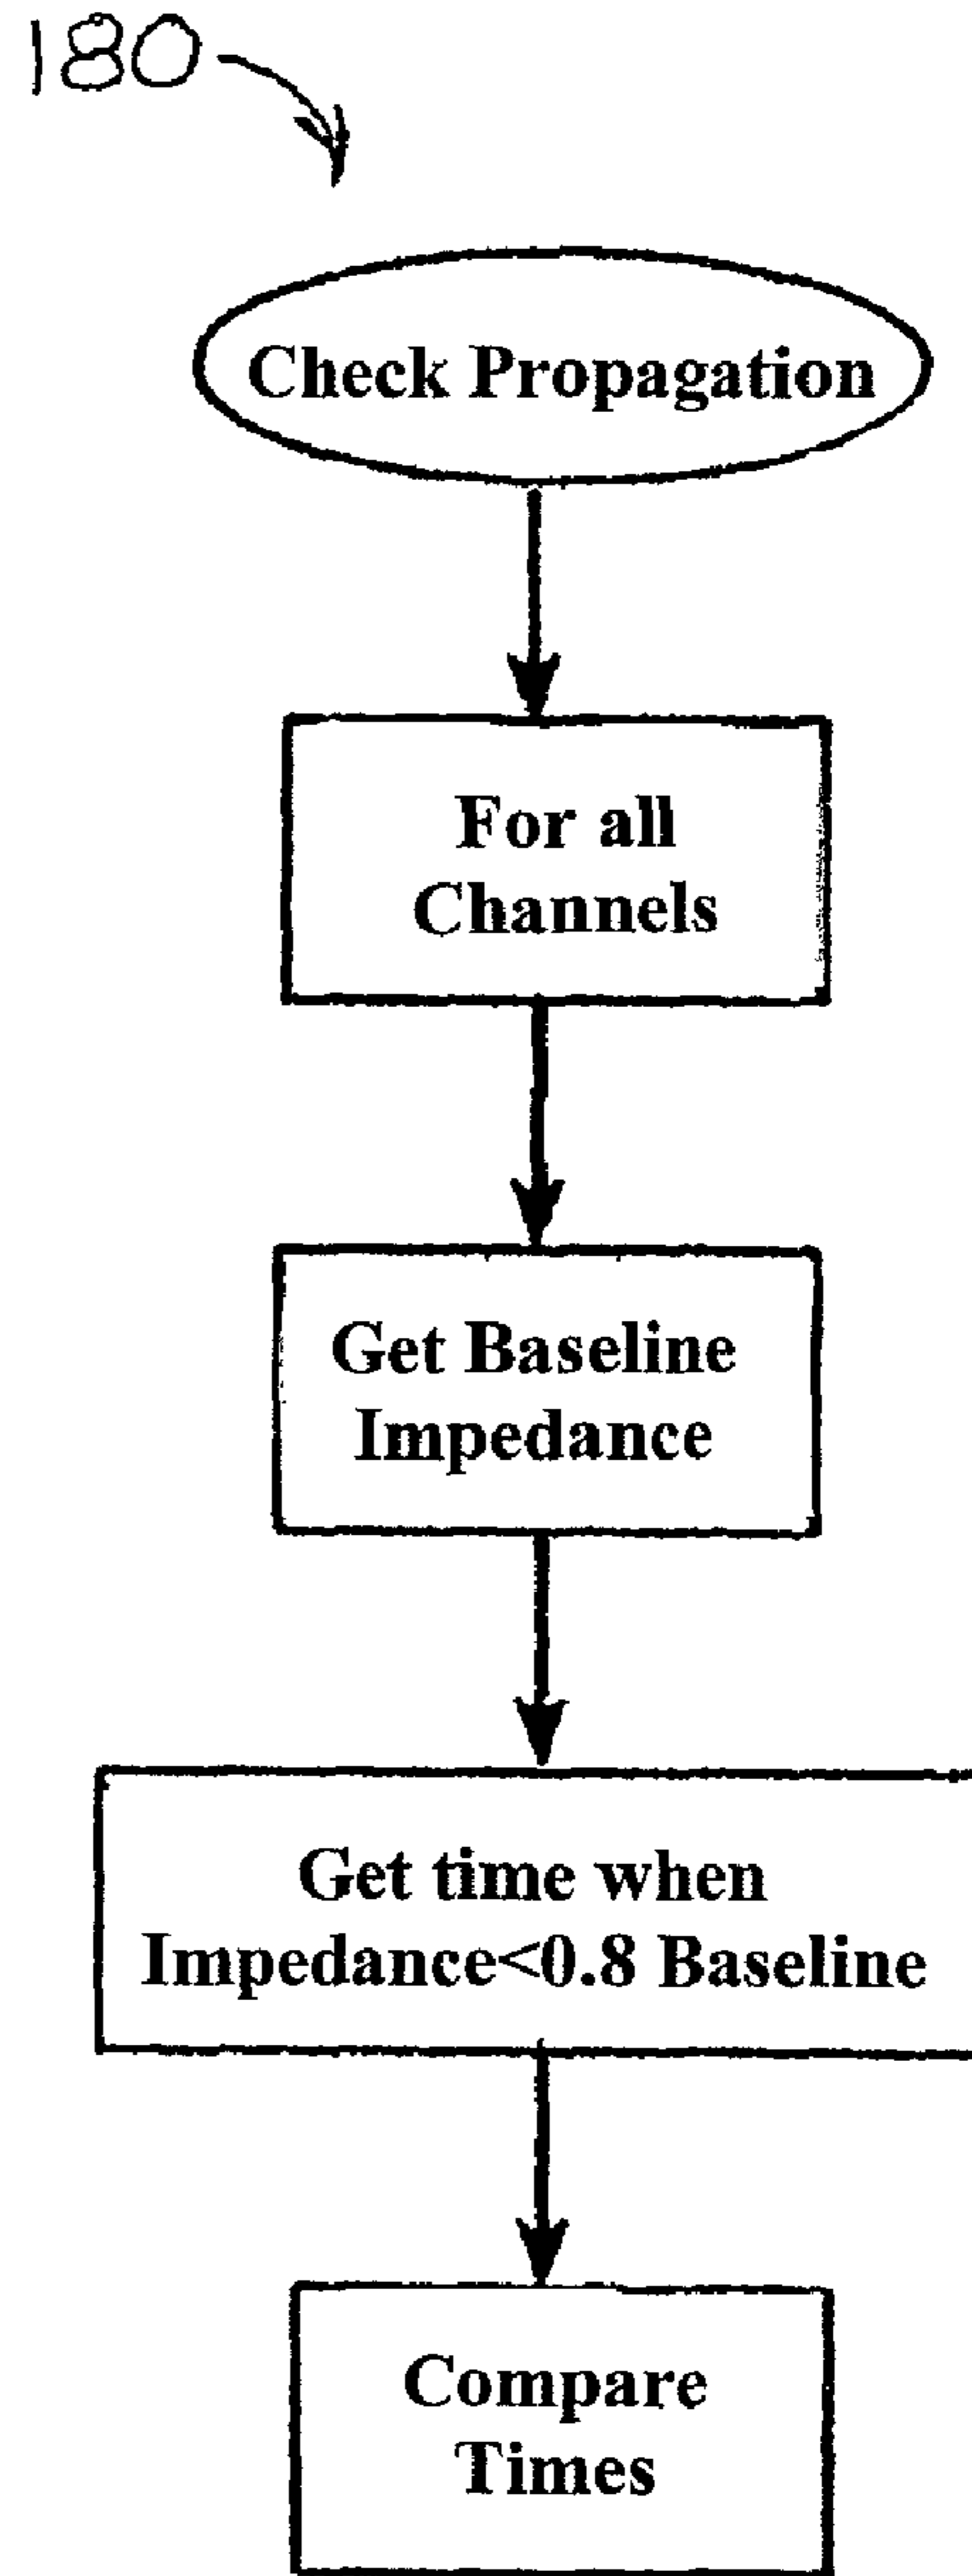 180
Check Propagation
For all
Channels
Get Baseline
Impedance
Get time when
Impedance<0.8 Baseline
Compare
Times